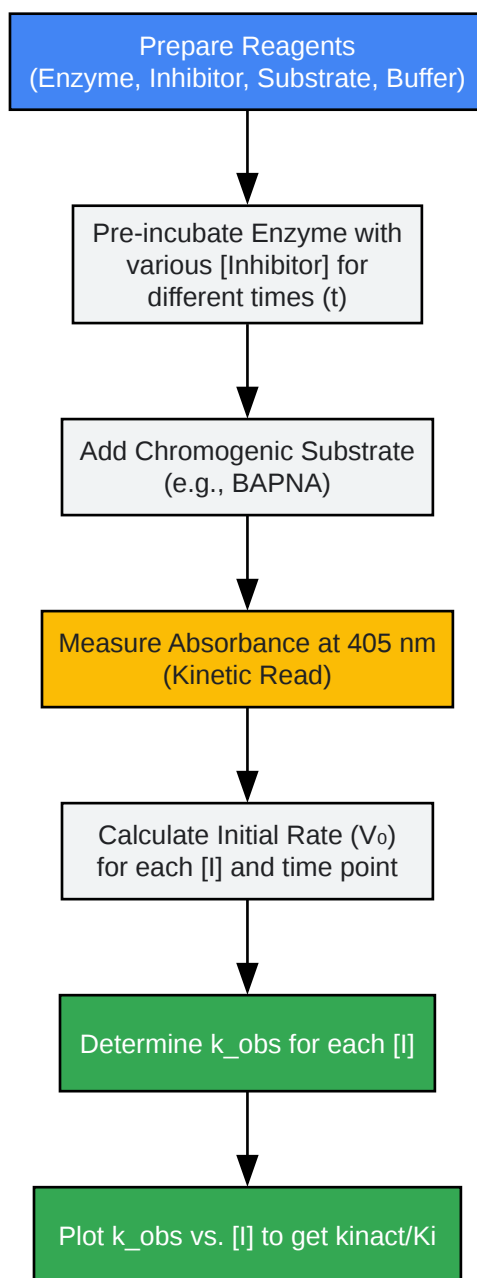 Prepare Reagents
(Enzyme, Inhibitor, Substrate, Buffer)
Pre-incubate Enzyme with
various [Inhibitor] for
different times (t)
Add Chromogenic Substrate
(e.g., BAPNA)
Measure Absorbance at 405 nm
(Kinetic Read)
Calculate Initial Rate (V₀)
for each [I] and time point
Determine k_obs for each [I]
Plot k_obs vs. [I] to get kinact/Ki